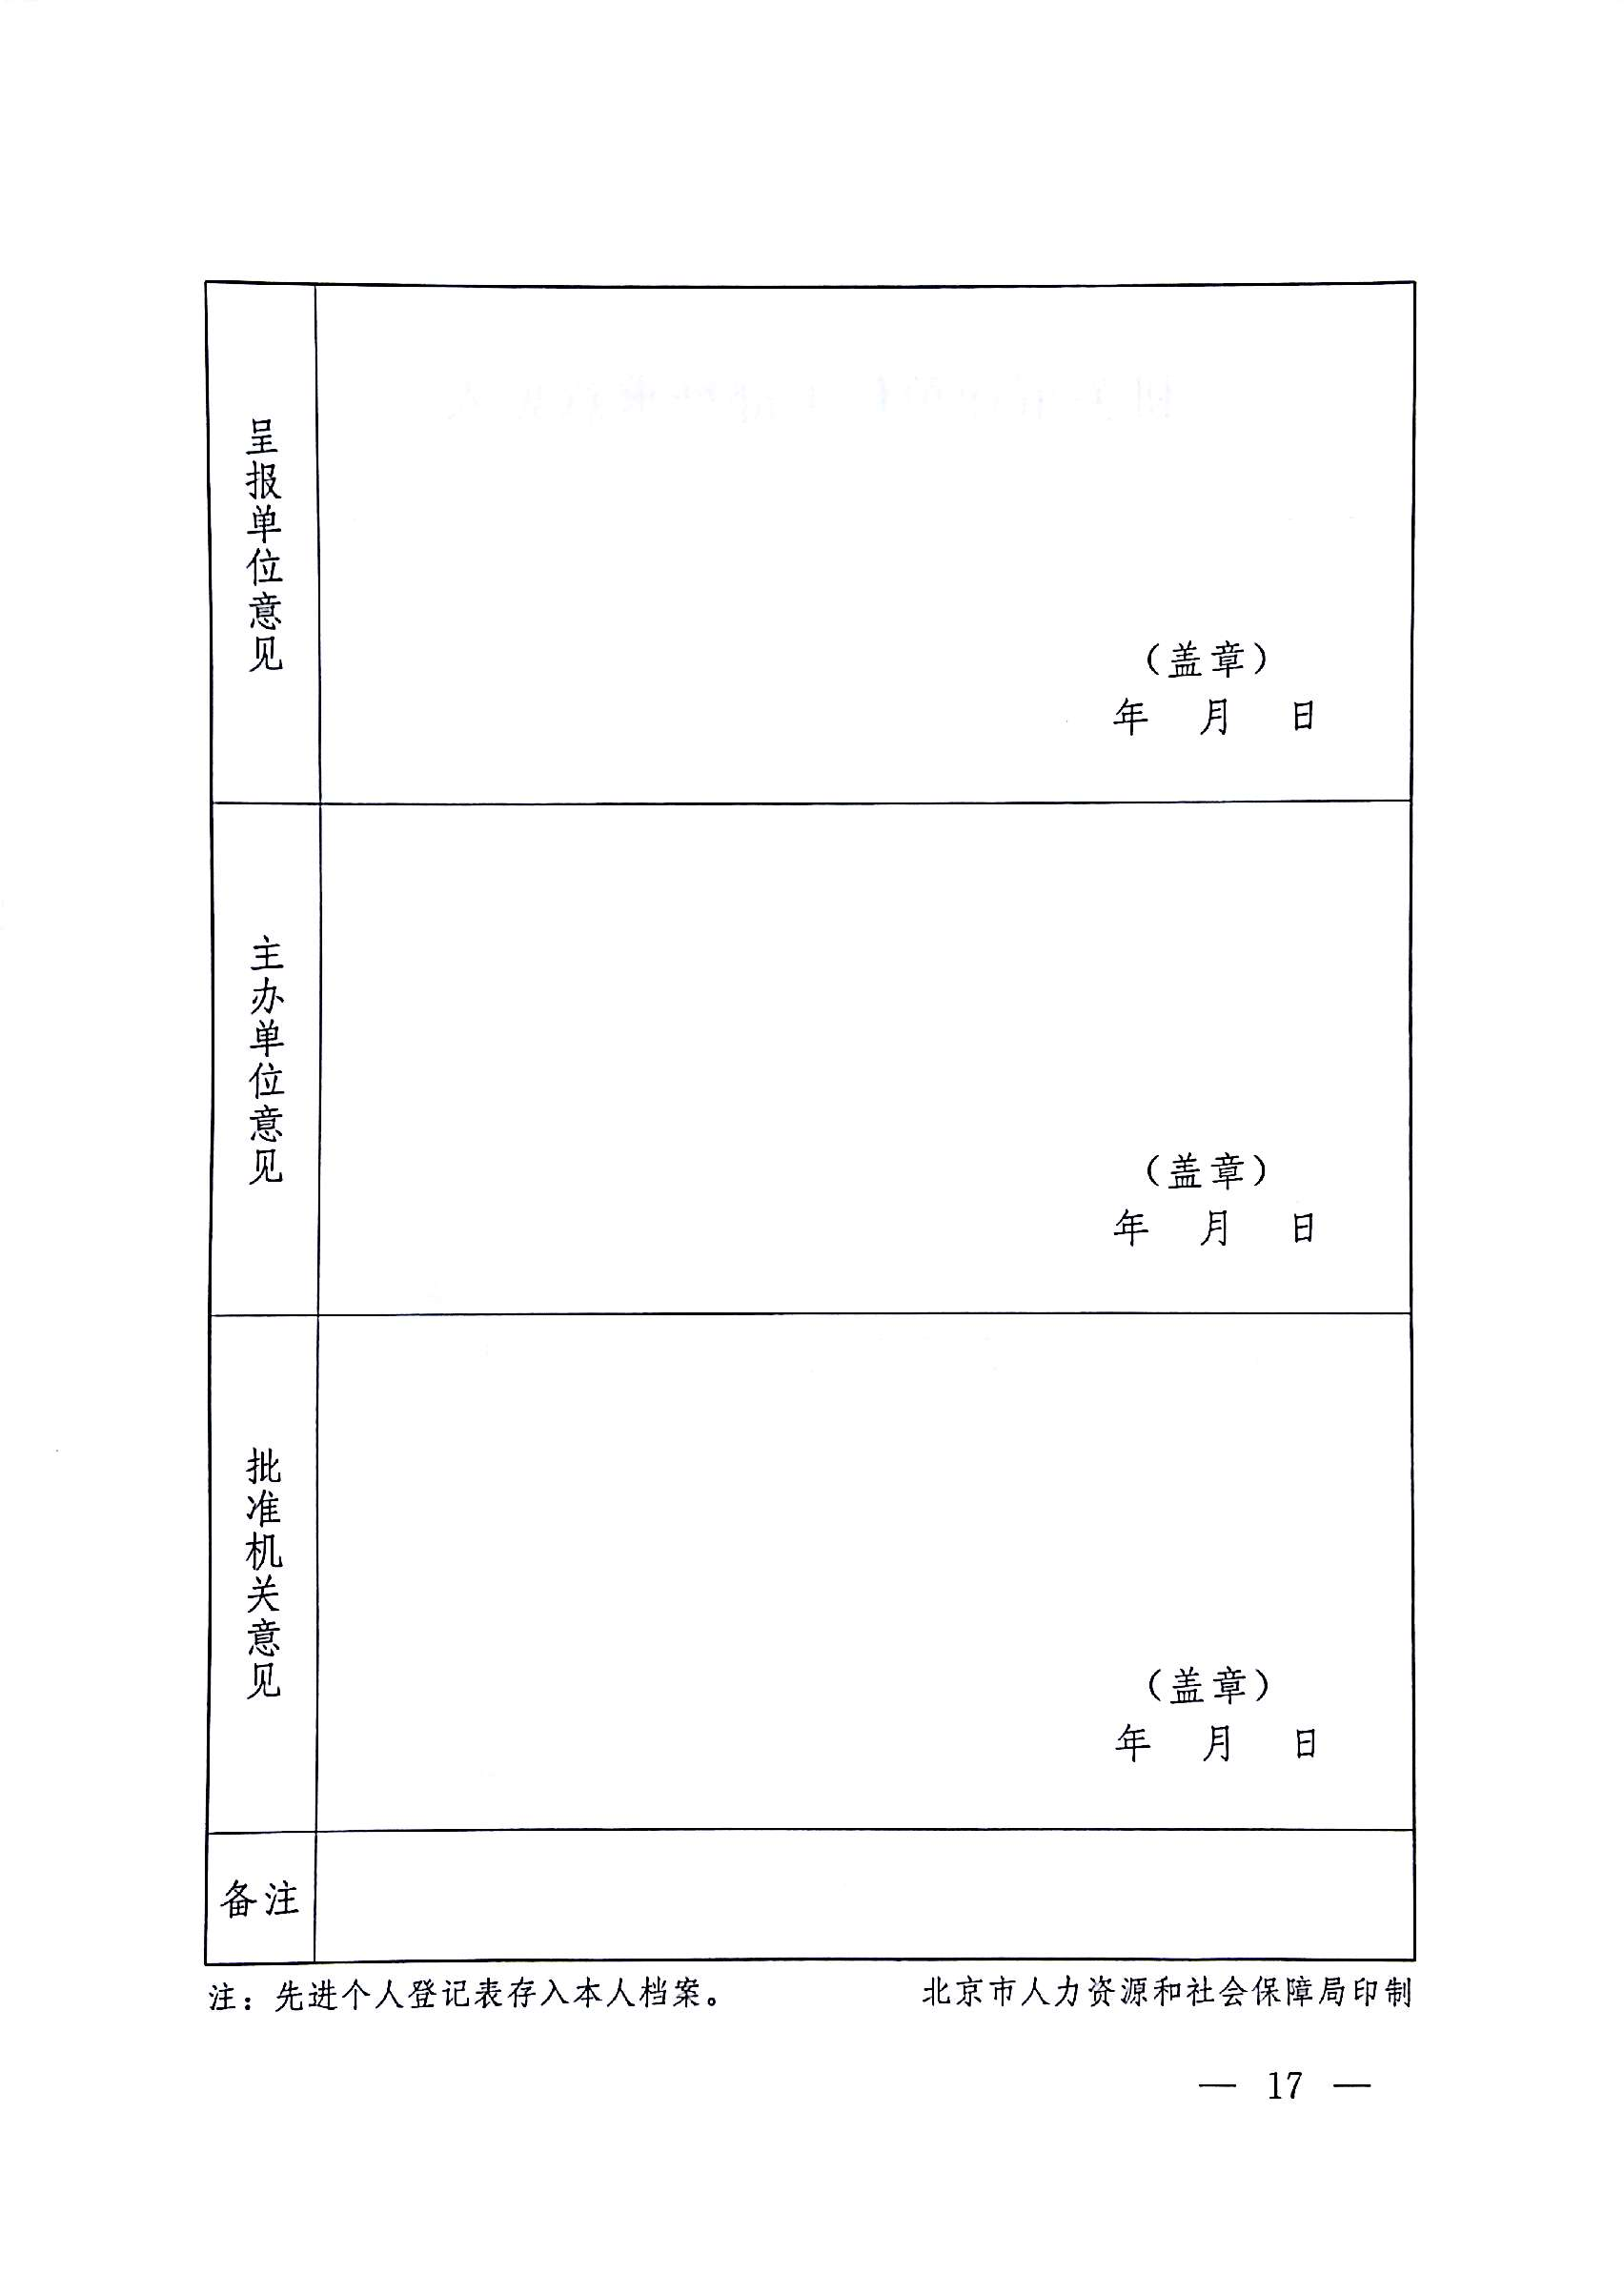 呈报单位意见
（盖章）
年 月 日
主办单位意见
（盖章）
年 月 日
批准机关意见
（盖章）
年 月 日
备注
注：先进个人登记表存入本人档案。 北京市人力资源和社会保障局印制
— 17 —